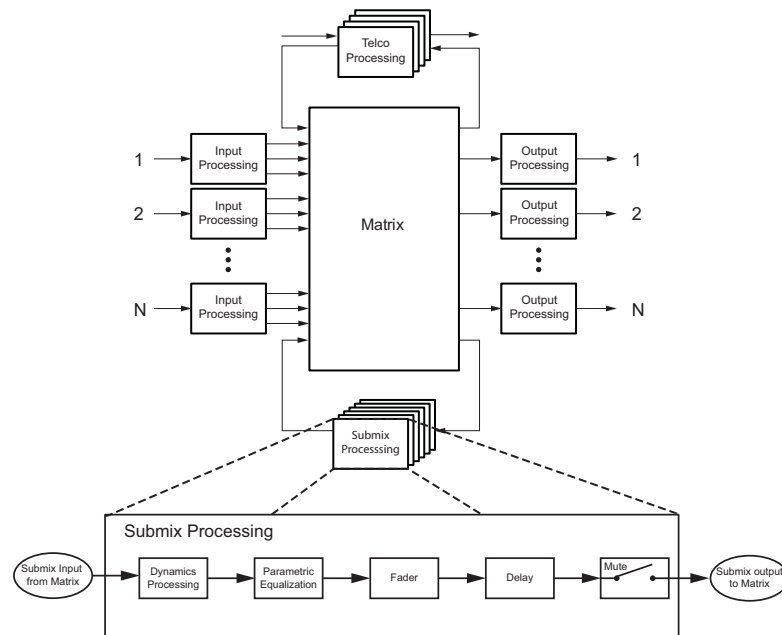 Telco
Processing
1
Input
Processing
Output
Processing
1
2
Input
Processing
Matrix
Output
Processing
2
N
Input
Processing
Output
Processing
N
Submix
Processsing
Submix Processing
Submix Input
from Matrix
Dynamics
Processing
Parametric
Equalization
Fader
Delay
Mute
Submix output
to Matrix